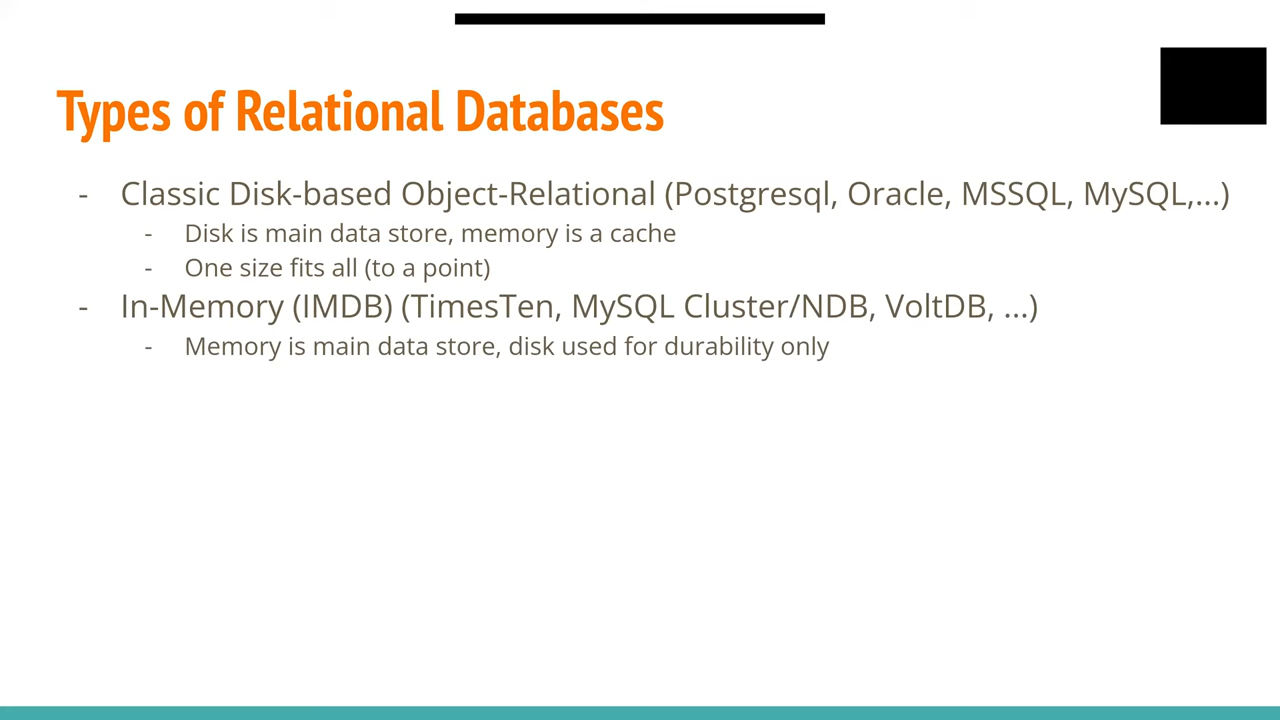 Types of Relational Databases
- Classic Disk-based Object-Relational (Postgresql, Oracle, MSSQL, MySQL,...)
- Disk is main data store, memory is a cache
- One size fits all (to a point)
- In-Memory (IMDB) (TimesTen, MySQL Cluster/NDB, VoltDB, ...)
- Memory is main data store, disk used for durability only